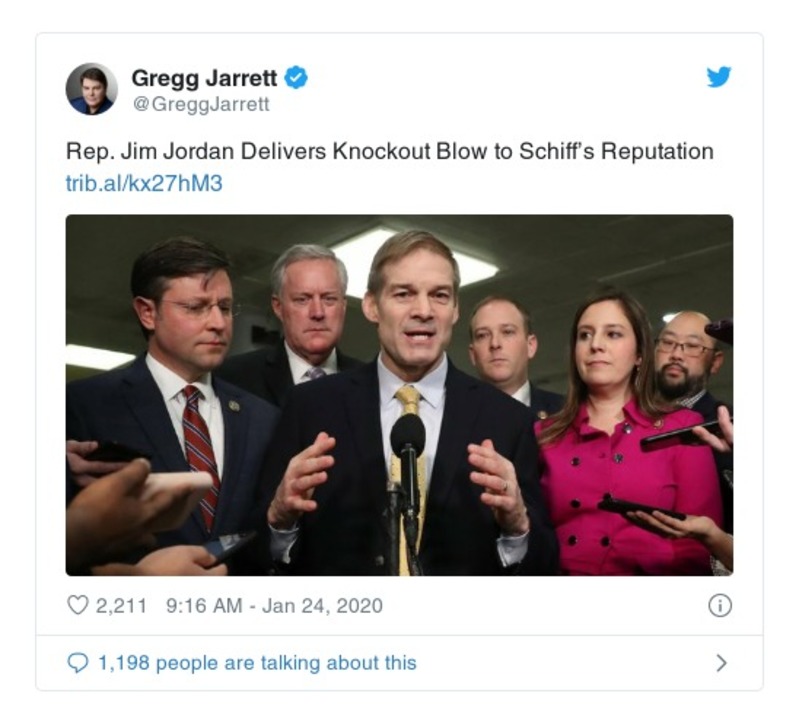 Gregg Jarrett
@GreggJarrett
Rep. Jim Jordan Delivers Knockout Blow to Schiff's Reputation
trib.al/kx27hM3
2,211 9:16 AM - Jan 24, 2020
1,198 people are talking about this